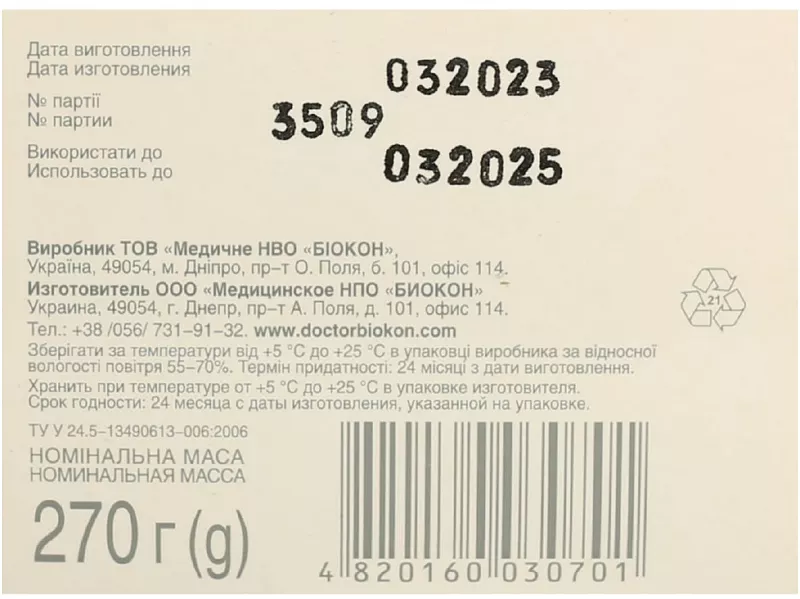 Дата виготовлення
Дата изготовления
032023
№ партії
№ партии
3509
Використати до
Использовать до
032025
Виробник ТОВ «Медичне НВО «БІОКОН»,
Україна, 49054, м. Дніпро, пр–т О. Поля, б. 101, офіс 114.
Изготовитель ООО «Медицинское НПО «БИОКОН»
Украина, 49054, г. Днепр, пр–т А. Поля, д. 101, офис 114.
Тел.: +38 /056/ 731–91–32. www.doctorbiokon.com
Зберігати за температури від +5 °C до +25 °C в упаковці виробника за відносної
вологості повітря 55–70%. Термін придатності: 24 місяці з дати виготовлення.
Хранить при температуре от +5 °C до +25 °C в упаковке изготовителя.
Срок годности: 24 месяца с даты изготовления, указанной на упаковке.
ТУ У 24.5–13490613–006:2006
НОМІНАЛЬНА МАСА
НОМИНАЛЬНАЯ МАССА
270 г (g)
21
4 820160 030701